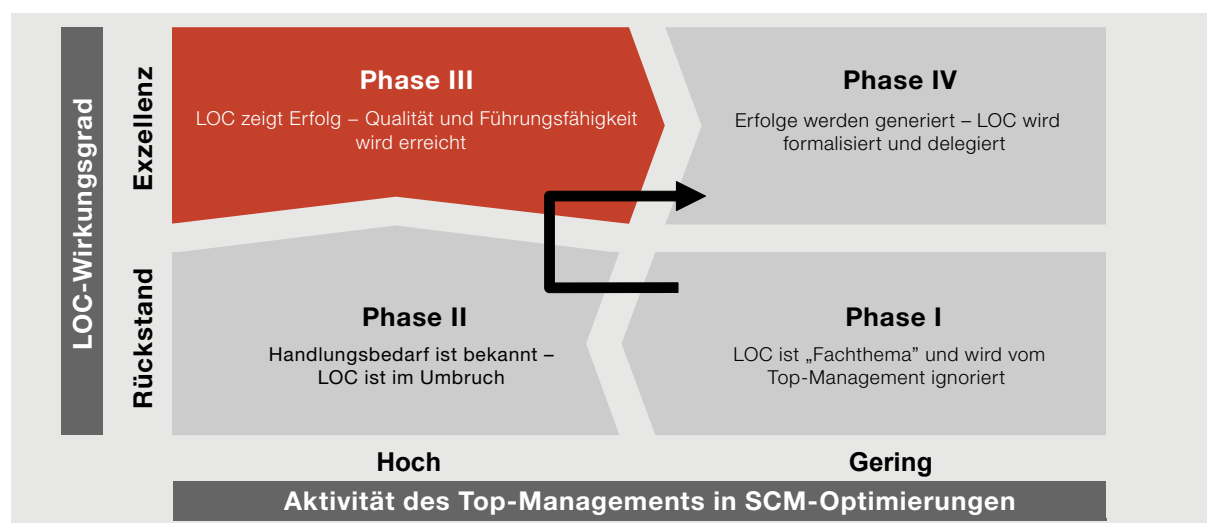 LOC-Wirkungsgrad
Exzellenz
Phase III
LOC zeigt Erfolg – Qualität und Führungsfähigkeit
wird erreicht
Phase IV
Erfolge werden generiert – LOC wird
formalisiert und delegiert
Rückstand
Phase II
Handlungsbedarf ist bekannt –
LOC ist im Umbruch
Phase I
LOC ist „Fachthema” und wird vom
Top-Management ignoriert
Hoch
Gering
Aktivität des Top-Managements in SCM-Optimierungen